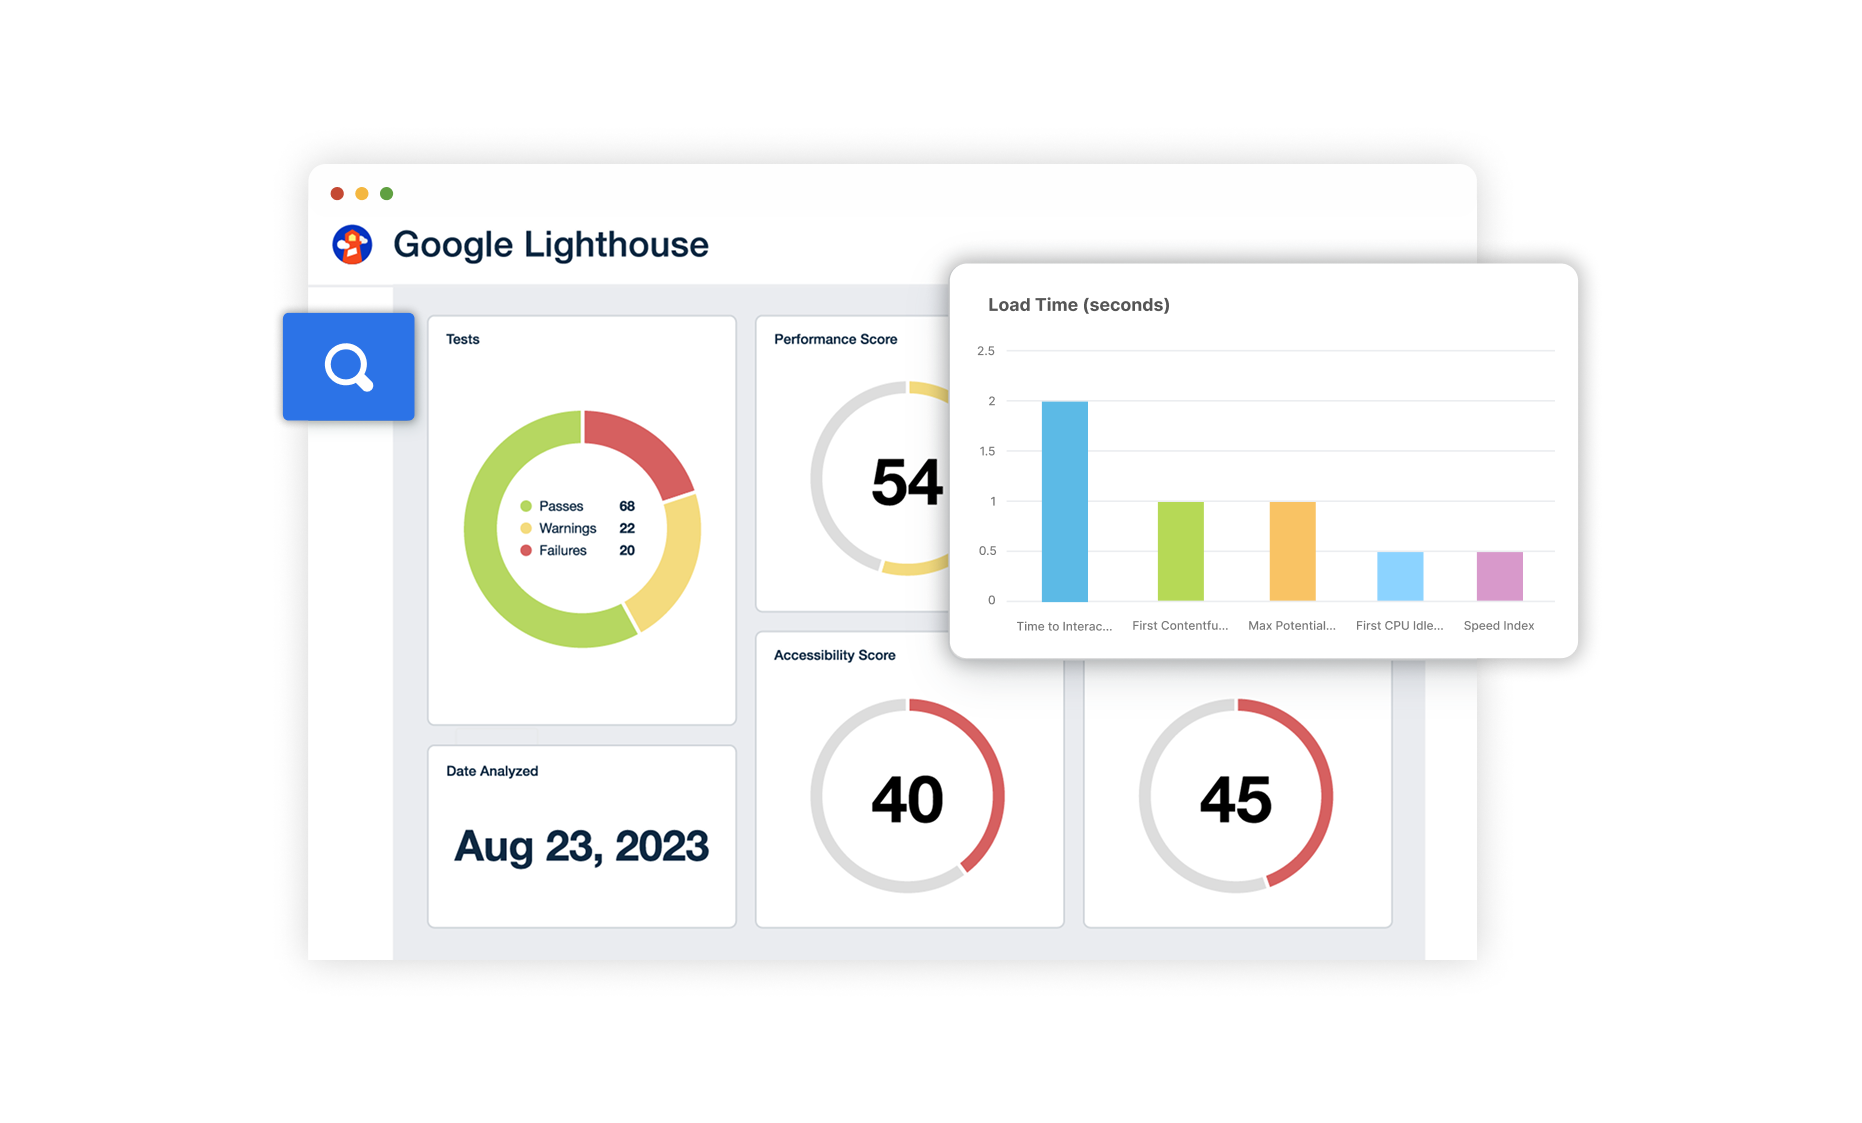 Google Lighthouse
Tests
Passes 68
Warnings 22
Failures 20
Date Analyzed
Aug 23, 2023
Performance Score
54
Accessibility Score
40
45
Load Time (seconds)
2.5
2
1.5
1
0.5
0
Time to Interac... First Contentfu... Max Potential... First CPU Idle... Speed Index